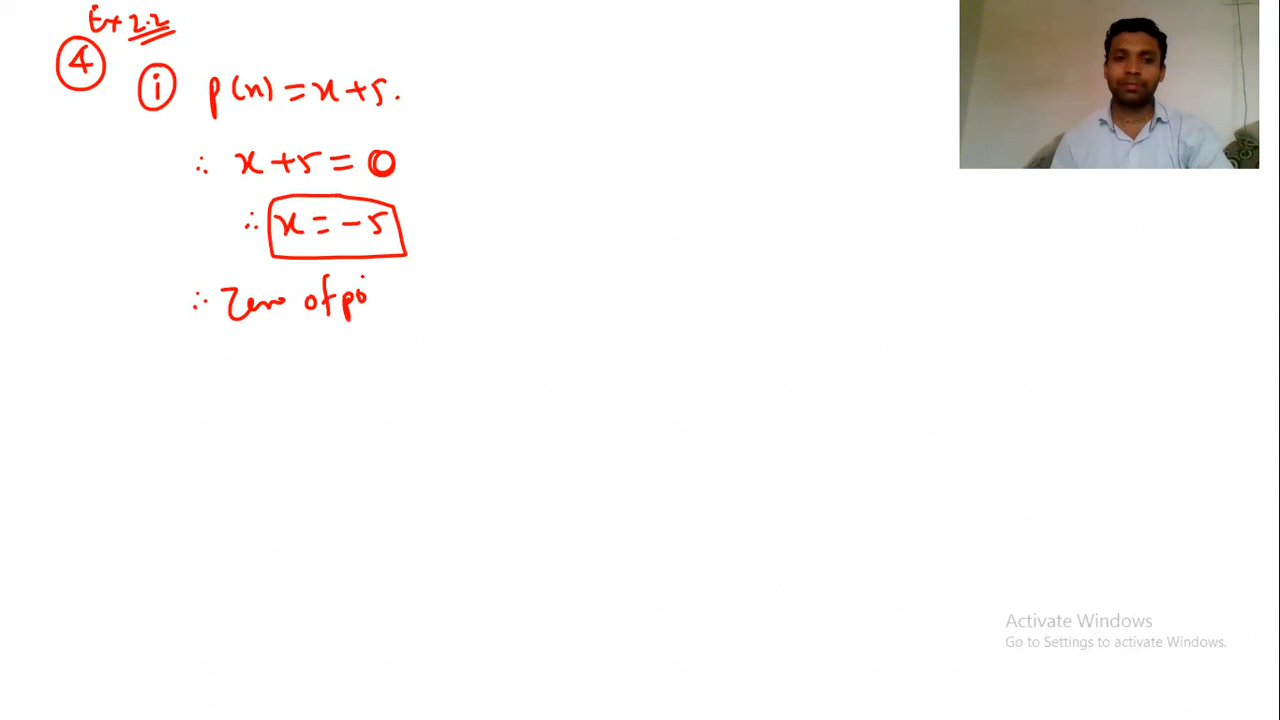 Ex 2.2
4
i p(x) = x + 5.
∴ x + 5 = 0
∴ x = -5
∴ Zero of po
Activate Windows
Go to Settings to activate Windows.